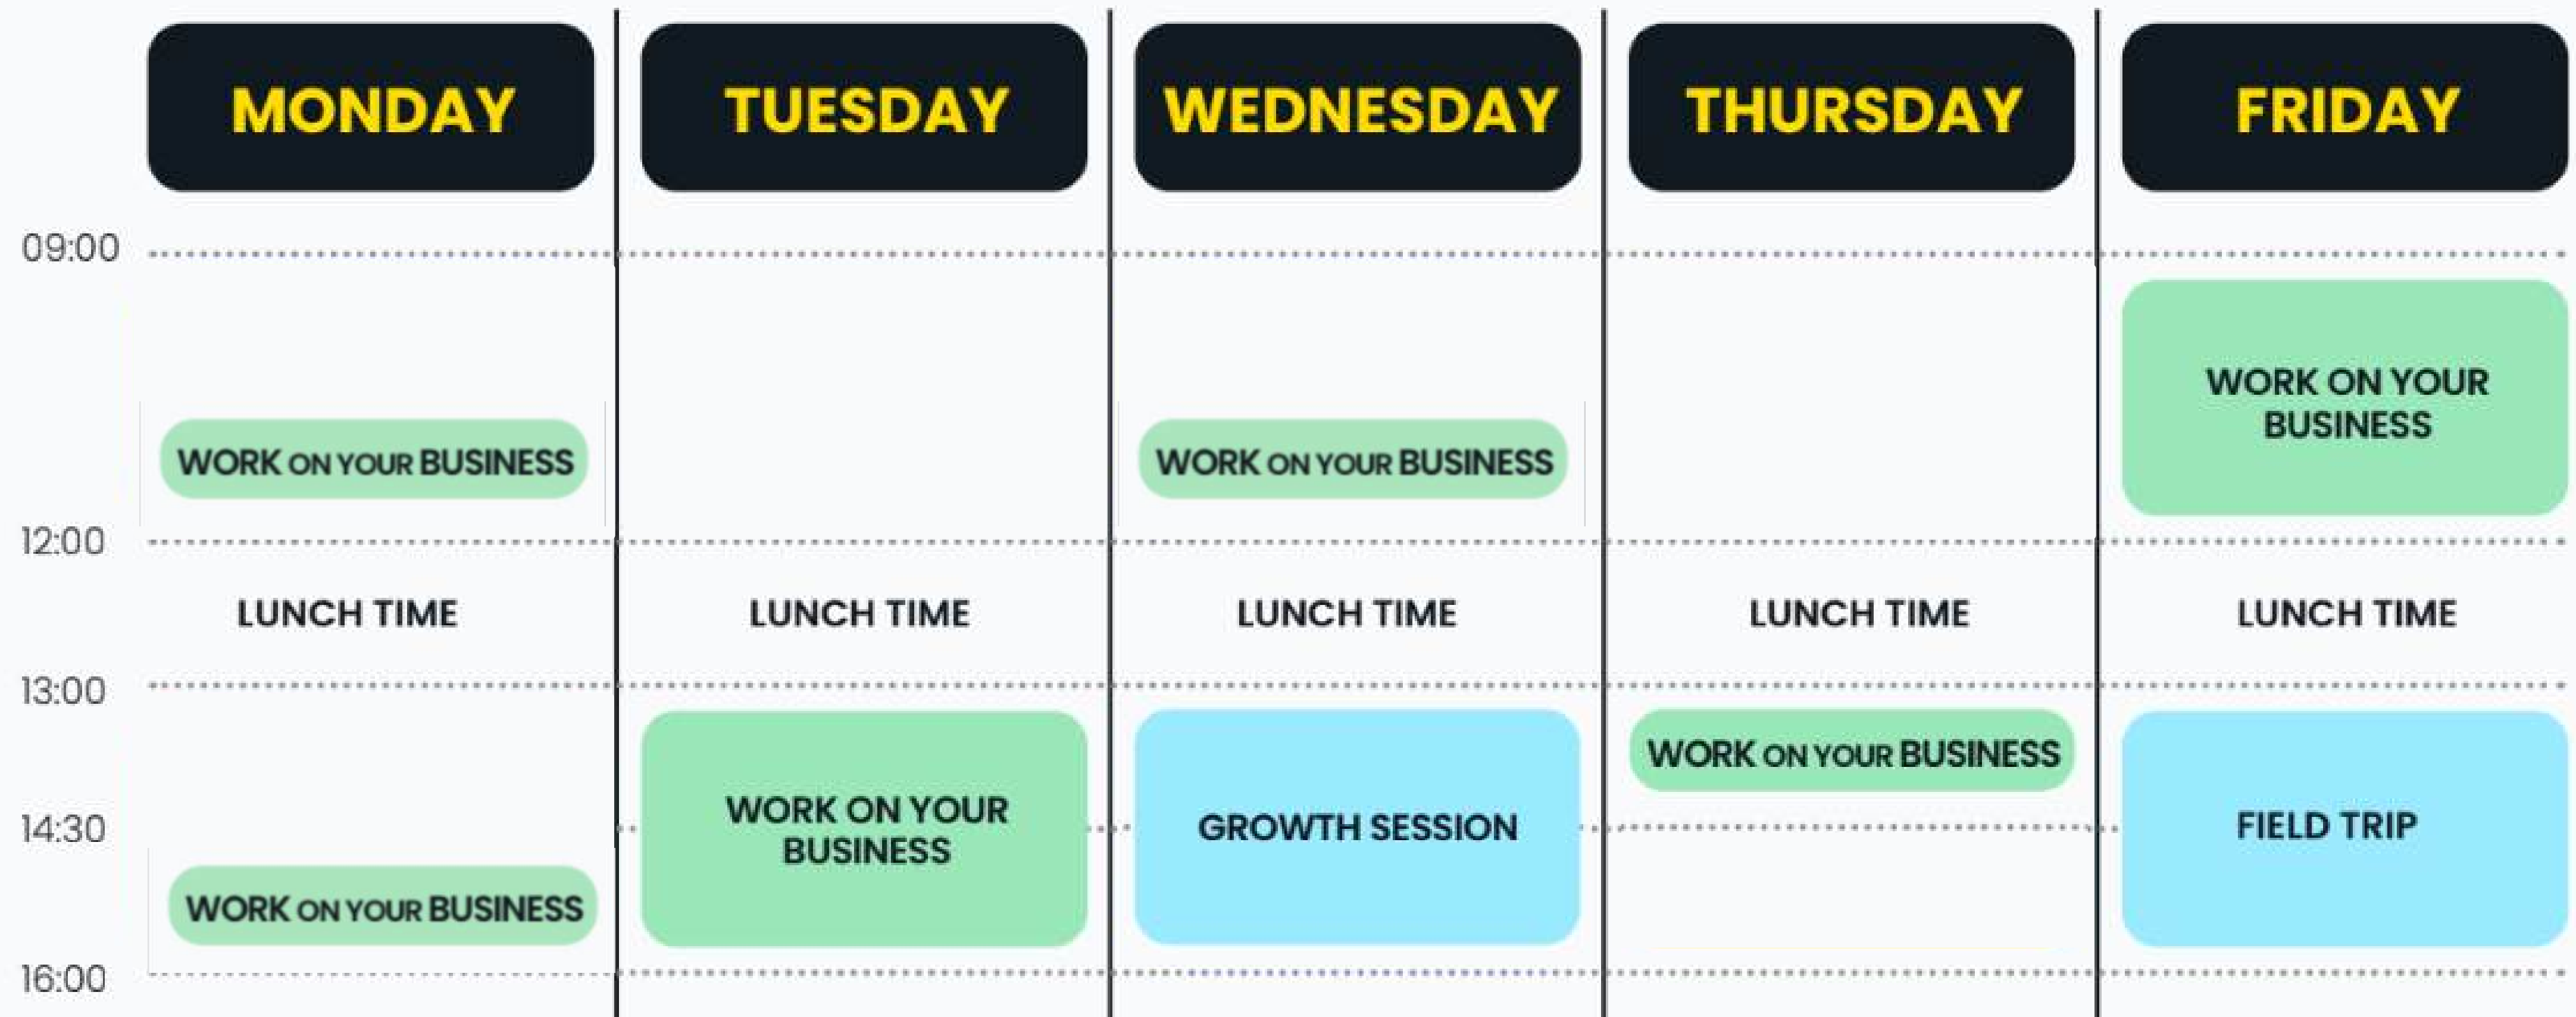 MONDAY TUESDAY WEDNESDAY THURSDAY FRIDAY
09:00
WORK ON YOUR
BUSINESS
WORK ON YOUR BUSINESS WORK ON YOUR BUSINESS
12:00
LUNCH TIME LUNCH TIME LUNCH TIME LUNCH TIME LUNCH TIME
13:00
WORK ON YOUR BUSINESS
WORK ON YOUR
BUSINESS
GROWTH SESSION
FIELD TRIP
14:30
WORK ON YOUR BUSINESS
16:00